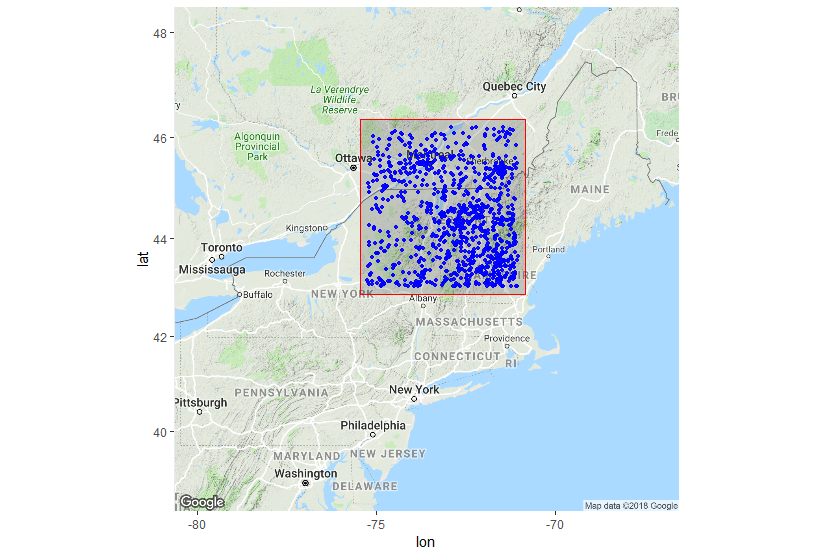 48
46
44
42
40
lat
-80
-75
-70
lon
Quebec City
La Verendrye
Wildlife
Reserve
Algonquin
Provincial
Park
Ottawa
Montreal
MAINE
Kingston
Toronto
Mississauga
Rochester
Buffalo
Portland
NEW YORK
Albany
MASSACHUSETTS
Providence
CONNECTICUT
RI
New York
PENNSYLVANIA
Pittsburgh
Philadelphia
MARYLAND
NEW JERSEY
Washington
DELAWARE
Google
Map data ©2018 Google